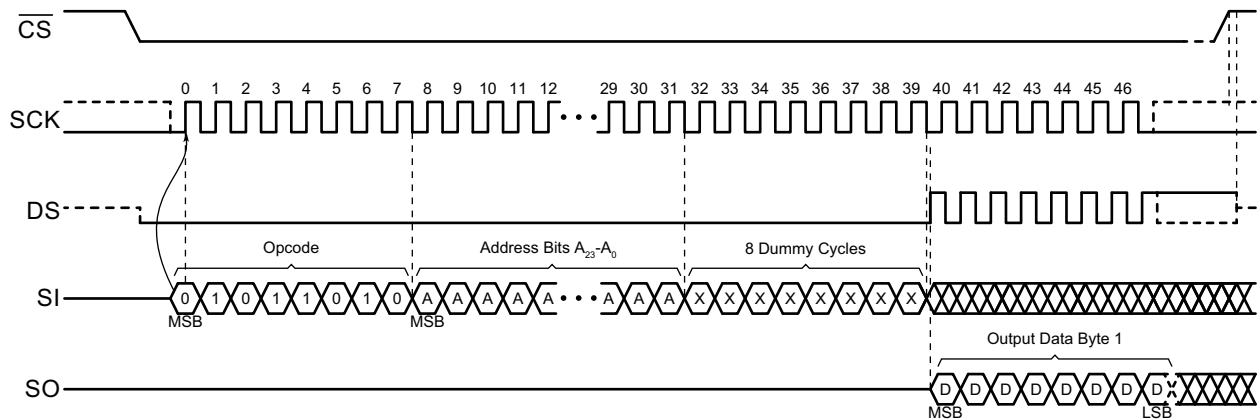 CS
0 1 2 3 4 5 6 7 8 9 10 11 12 29 30 31 32 33 34 35 36 37 38 39 40 41 42 43 44 45 46
SCK
DS
Opcode Address Bits A23-A0 8 Dummy Cycles
SI 0 1 0 1 1 0 1 0 A A A A A A A A X X X X X X X X
MSB MSB
Output Data Byte 1
SO D D D D D D D D
MSB LSB